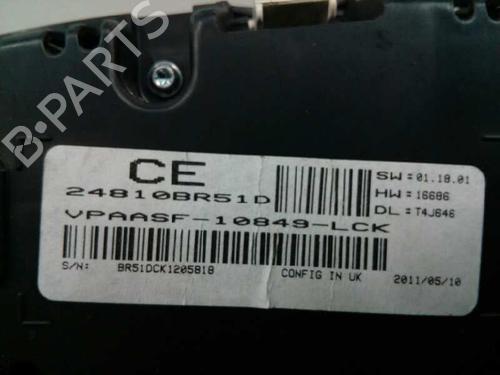 B-PARTS
CE
24810BR51D
VPAASF-10849-LCK
SW:01.18.01
HW:16686
DL:T4J646
S/N: BR51DCK1205818 CONFIG IN UK 2011/05/10